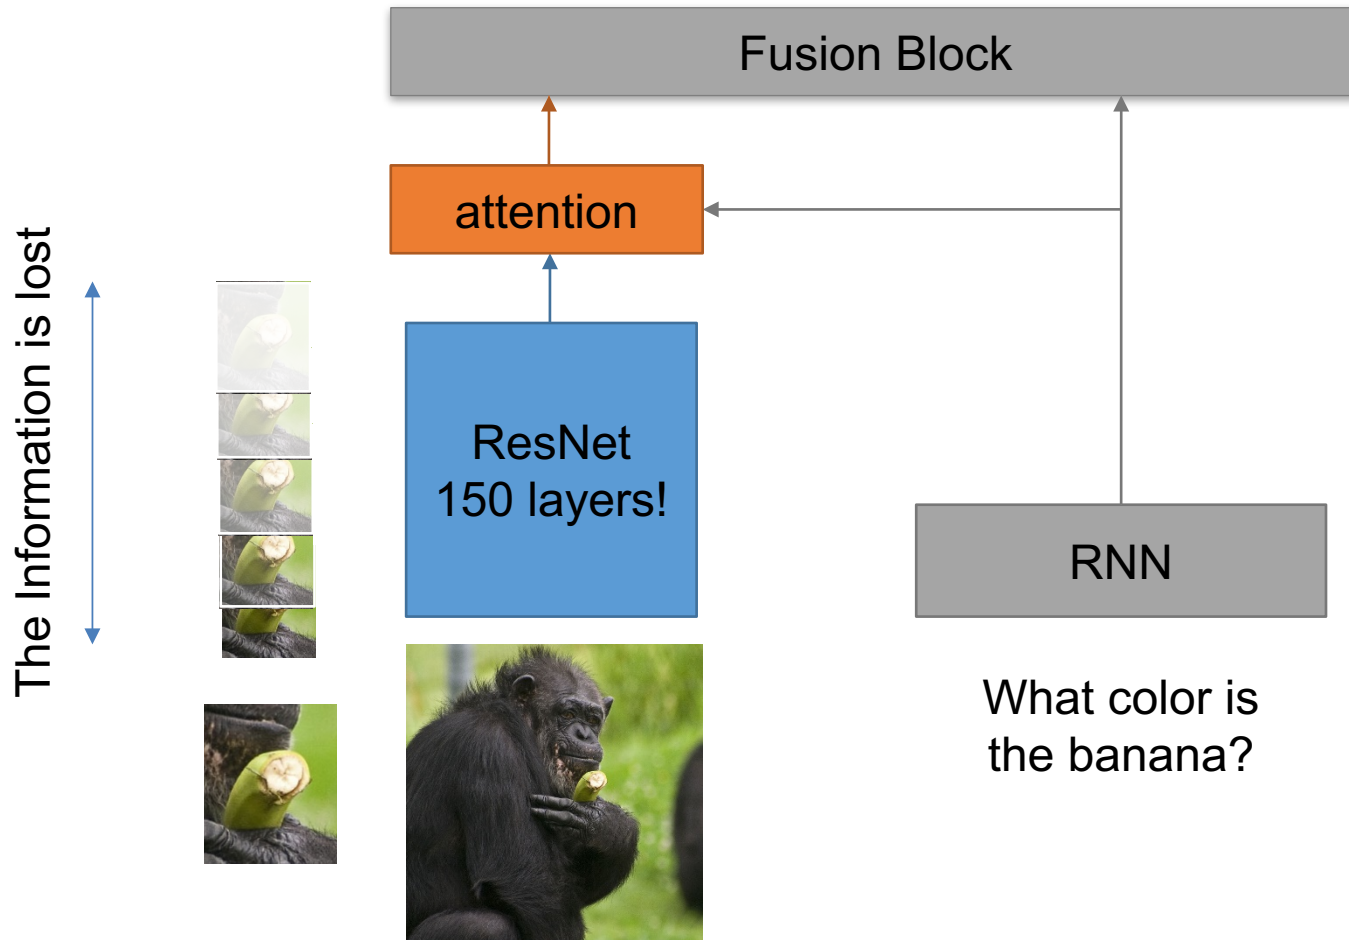 Fusion Block
attention
The Information is lost
ResNet
150 layers!
RNN
What color is
the banana?